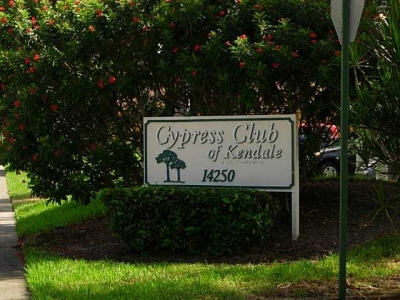 Cypress Club
of Kendale
14250